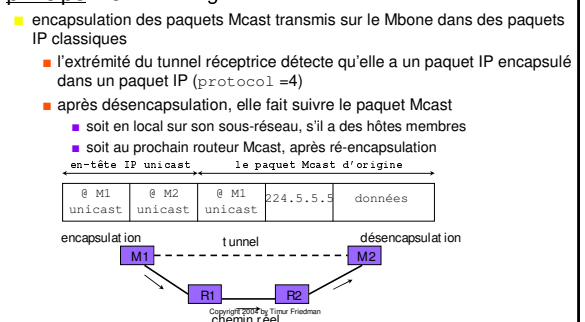 encapsulation des paquets Mcast transmis sur le Mbone dans des paquets
IP classiques
l'extrémité du tunnel réceptrice détecte qu'elle a un paquet IP encapsulé
dans un paquet IP (protocol =4)
après désencapsulation, elle fait suivre le paquet Mcast
soit en local sur son sous-réseau, s'il a des hôtes membres
soit au prochain routeur Mcast, après ré-encapsulation
en-tête IP unicast le paquet Mcast d'origine
@ M1 @ M2 @ M1 224.5.5.5 données
unicast unicast unicast
encapsulation tunnel désencapsulation
M1 M2
R1 R2
Copyright 2004 by Timur Friedman
chemin réel